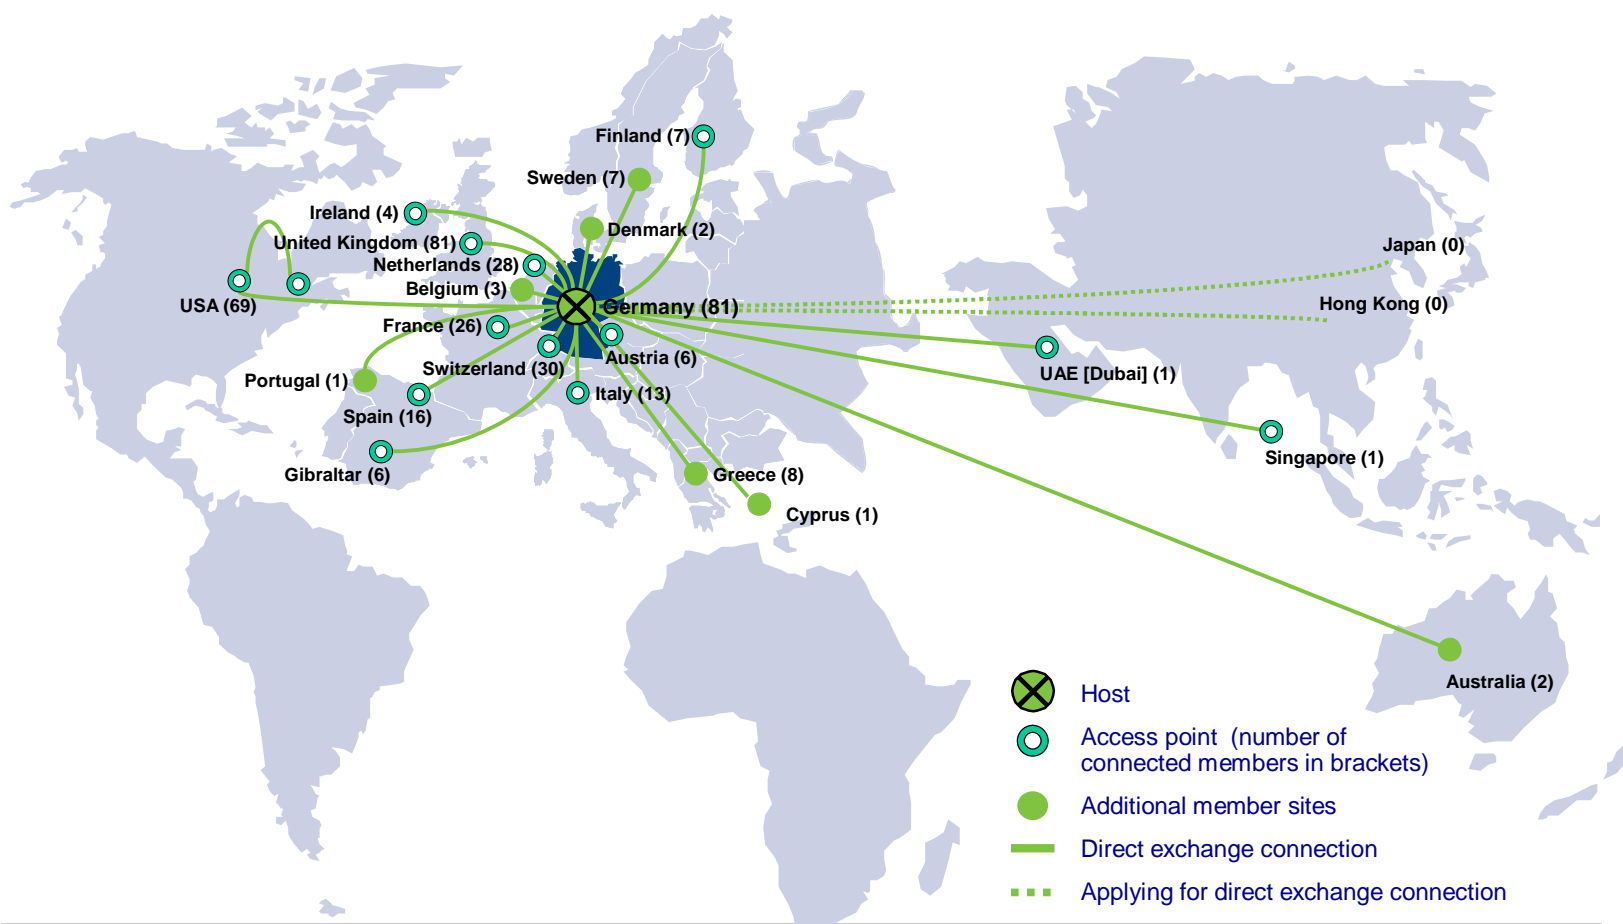 Finland (7)
Sweden (7)
Ireland (4)
Denmark (2)
United Kingdom (81)
Japan (0)
Netherlands (28)
Belgium (3)
USA (69)
Germany (81)
Hong Kong (0)
France (26)
Austria (6)
Switzerland (30)
UAE [Dubai] (1)
Portugal (1)
Italy (13)
Spain (16)
Singapore (1)
Gibraltar (6)
Greece (8)
Cyprus (1)
Australia (2)
Host
Access point (number of
connected members in brackets)
Additional member sites
Direct exchange connection
Applying for direct exchange connection